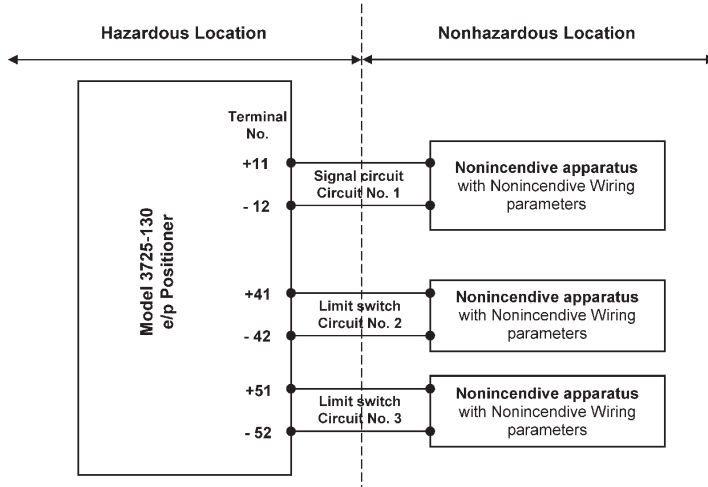 Hazardous Location
Nonhazardous Location
Model 3725-130
e/p Positioner
Terminal
No.
+11
- 12
Signal circuit
Circuit No. 1
Nonincendive apparatus
with Nonincendive Wiring
parameters
+41
- 42
Limit switch
Circuit No. 2
Nonincendive apparatus
with Nonincendive Wiring
parameters
+51
- 52
Limit switch
Circuit No. 3
Nonincendive apparatus
with Nonincendive Wiring
parameters